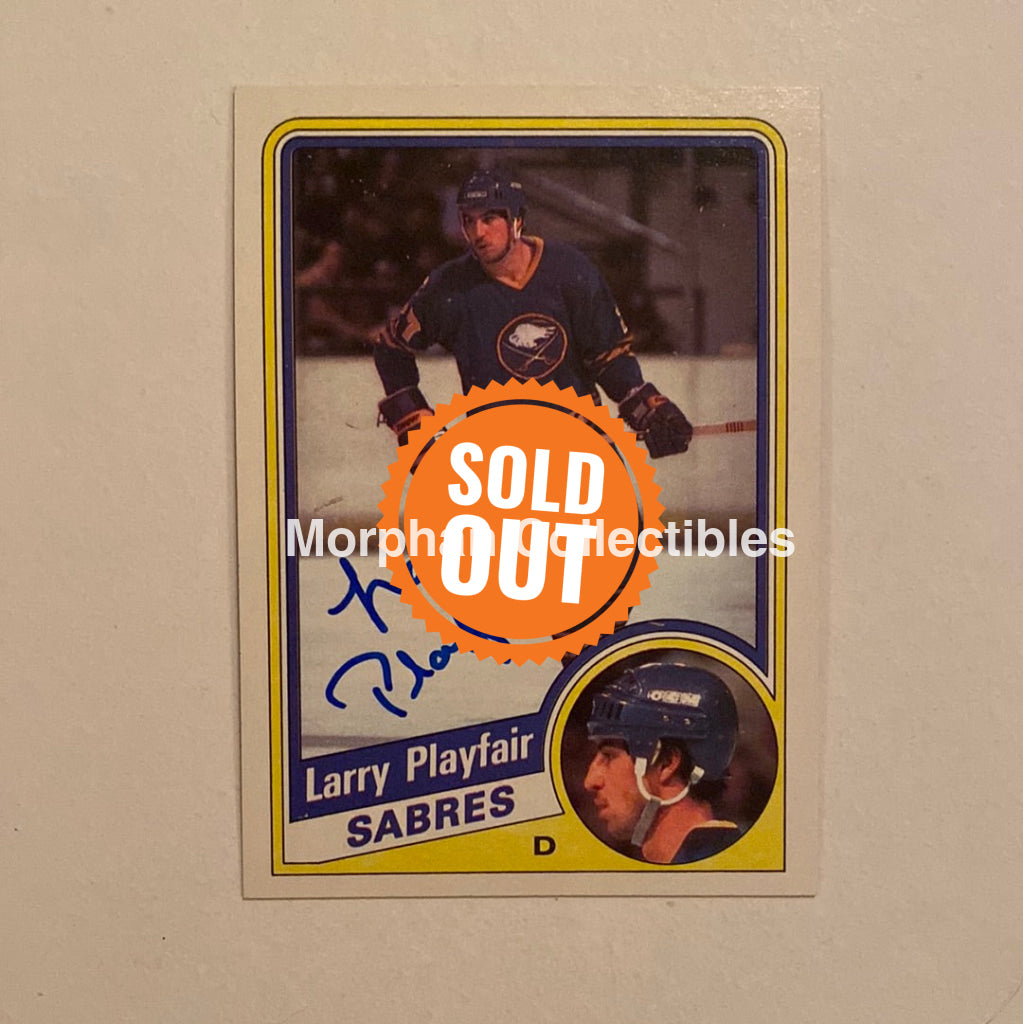 SOLD
OUT
Morphan Collectibles
Larry Playfair
SABRES
D